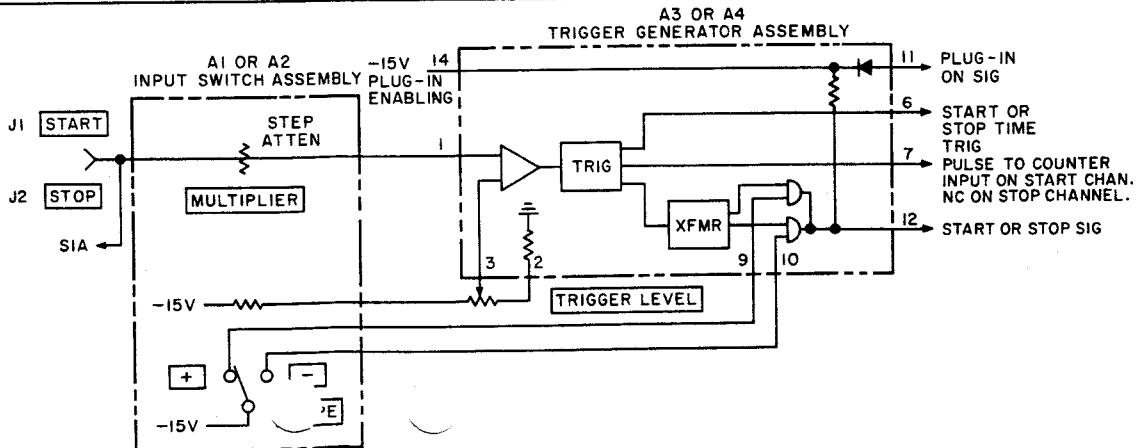 A3 OR A4
TRIGGER GENERATOR ASSEMBLY
A1 OR A2
INPUT SWITCH ASSEMBLY
-15V 14
PLUG-IN
ENABLING
11 PLUG-IN
ON SIG
J1 START
STEP
ATTEN
1
6 START OR
STOP TIME
TRIG
TRIG
7 PULSE TO COUNTER
INPUT ON START CHAN.
NC ON STOP CHANNEL.
J2 STOP
MULTIPLIER
XFMR
12 START OR STOP SIG
S1A
3 2
9 10
-15V
TRIGGER LEVEL
+ -
-15V